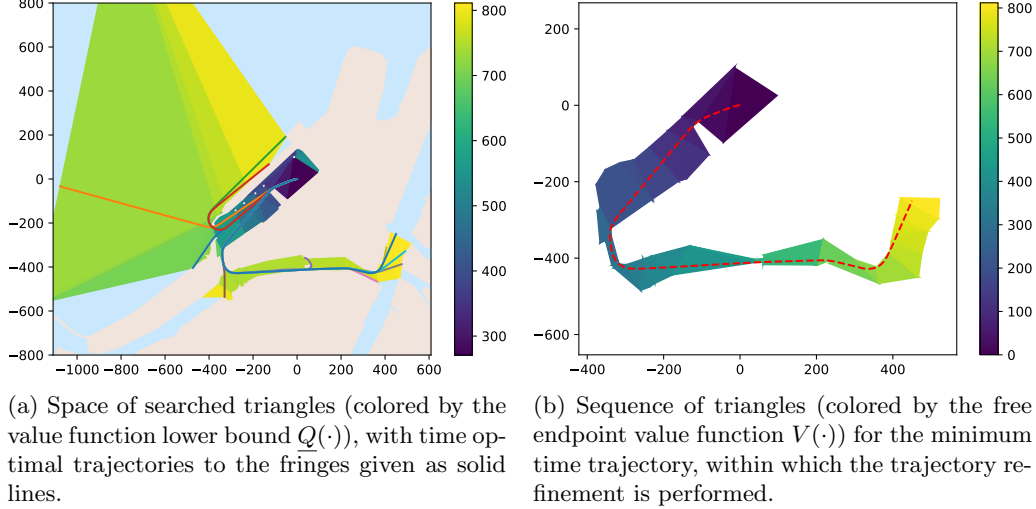 800
600
400
200
0
−200
−400
−600
−800
−1000 −800 −600 −400 −200 0 200 400 600
800
700
600
500
400
300
200
0
−200
−400
−600
−400 −200 0 200 400
800
700
600
500
400
300
200
100
0
(a) Space of searched triangles (colored by the
value function lower bound Q(·)), with time op-
timal trajectories to the fringes given as solid
lines.
(b) Sequence of triangles (colored by the free
endpoint value function V(·)) for the minimum
time trajectory, within which the trajectory re-
finement is performed.